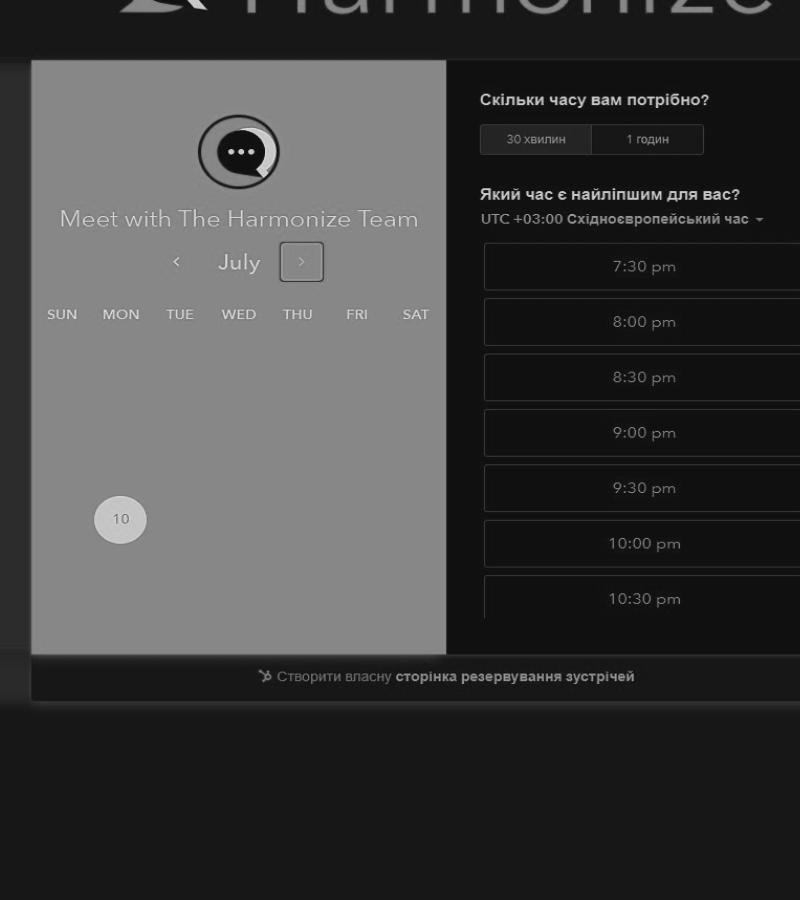 Harmonize
Meet with The Harmonize Team
July
SUN MON TUE WED THU FRI SAT
10
Скільки часу вам потрібно?
30 хвилин 1 годин
Який час є найліпшим для вас?
UTC +03:00 Східноєвропейський час
7:30 pm
8:00 pm
8:30 pm
9:00 pm
9:30 pm
10:00 pm
10:30 pm
Створити власну сторінка резервування зустрічей